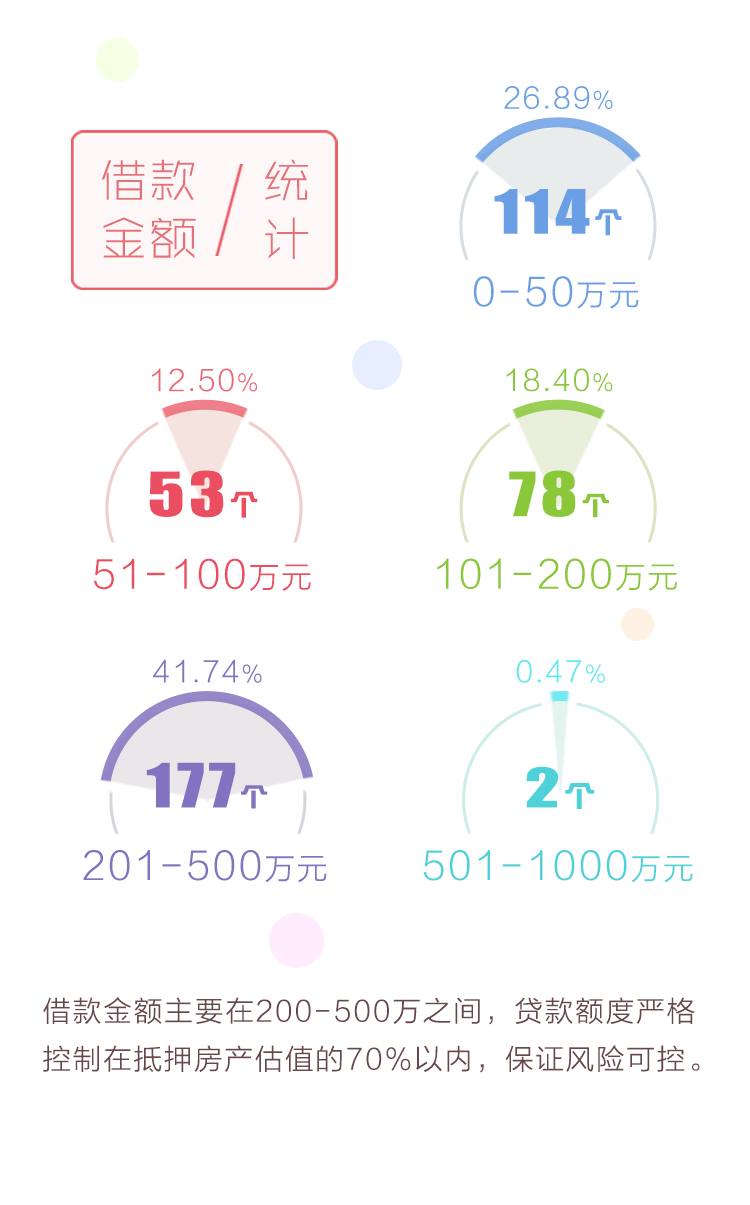 借款金额/统计
26.89%
114个
0-50万元
12.50%
53个
51-100万元
18.40%
78个
101-200万元
41.74%
177个
201-500万元
0.47%
2个
501-1000万元
借款金额主要在200-500万之间，贷款额度严格
控制在抵押房产估值的70%以内，保证风险可控。